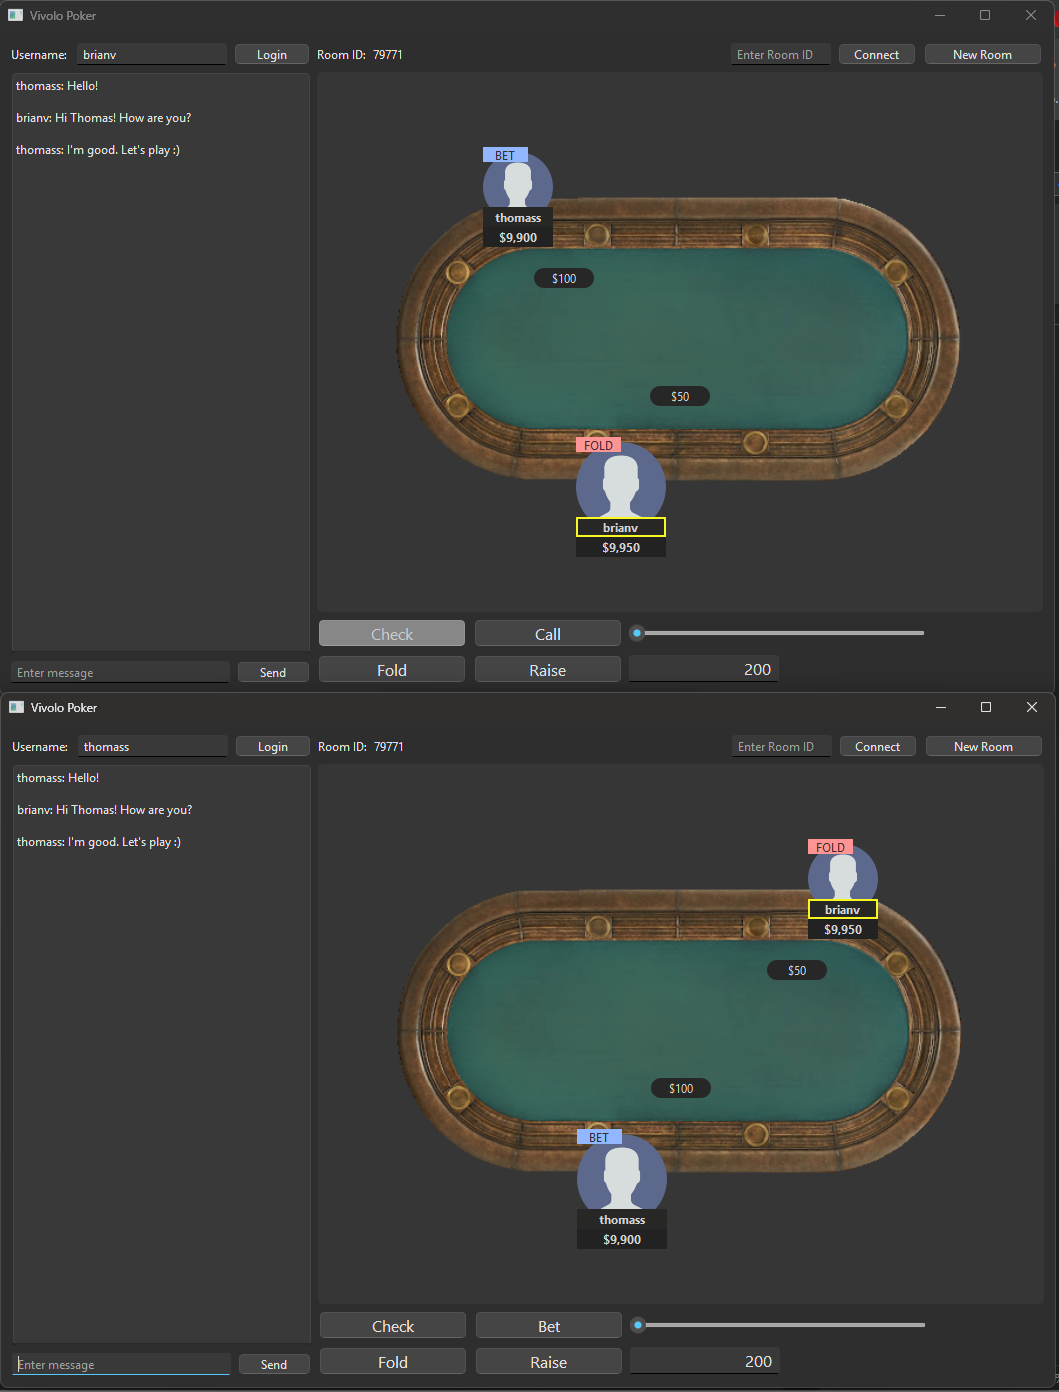 Vivolo Poker
Username: brianv Login Room ID: 79771 Enter Room ID Connect New Room
thomass: Hello!
brianv: Hi Thomas! How are you?
thomass: I'm good. Let's play :)
BET
thomass
$9,900
$100
$50
FOLD
brianv
$9,950
Check Call
Enter message Send Fold Raise 200
Vivolo Poker
Username: thomass Login Room ID: 79771 Enter Room ID Connect New Room
thomass: Hello!
brianv: Hi Thomas! How are you?
thomass: I'm good. Let's play :)
FOLD
brianv
$9,950
$50
$100
BET
thomass
$9,900
Check Bet
Enter message Send Fold Raise 200